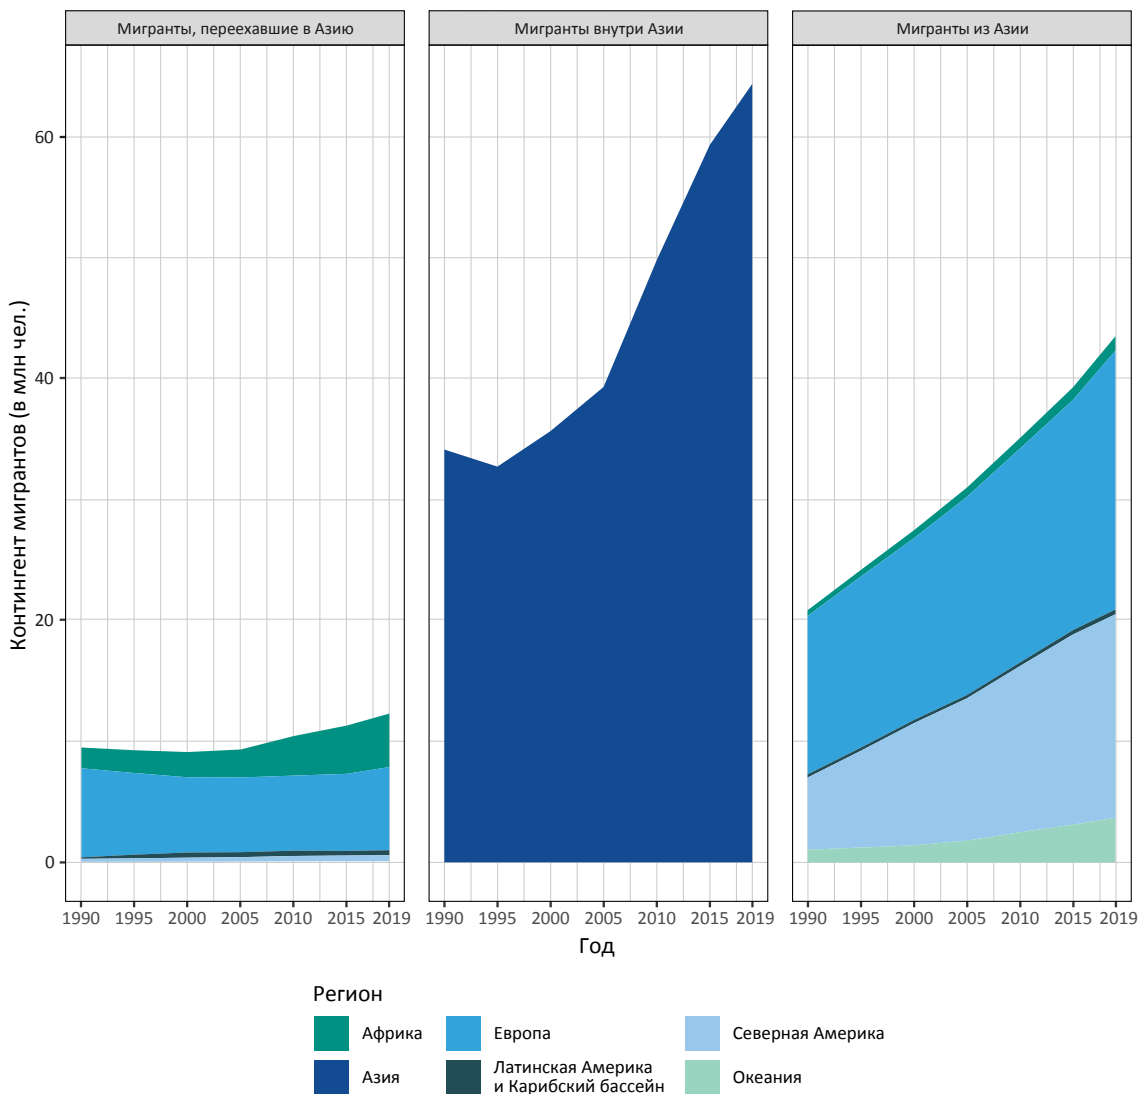 Мигранты, переехавшие в Азию
Мигранты внутри Азии
Мигранты из Азии
Контингент мигрантов (в млн чел.)
60
40
20
0
1990 1995 2000 2005 2010 2015 2019
1990 1995 2000 2005 2010 2015 2019
1990 1995 2000 2005 2010 2015 2019
Год
Регион
Африка
Европа
Северная Америка
Азия
Латинская Америка
и Карибский бассейн
Океания